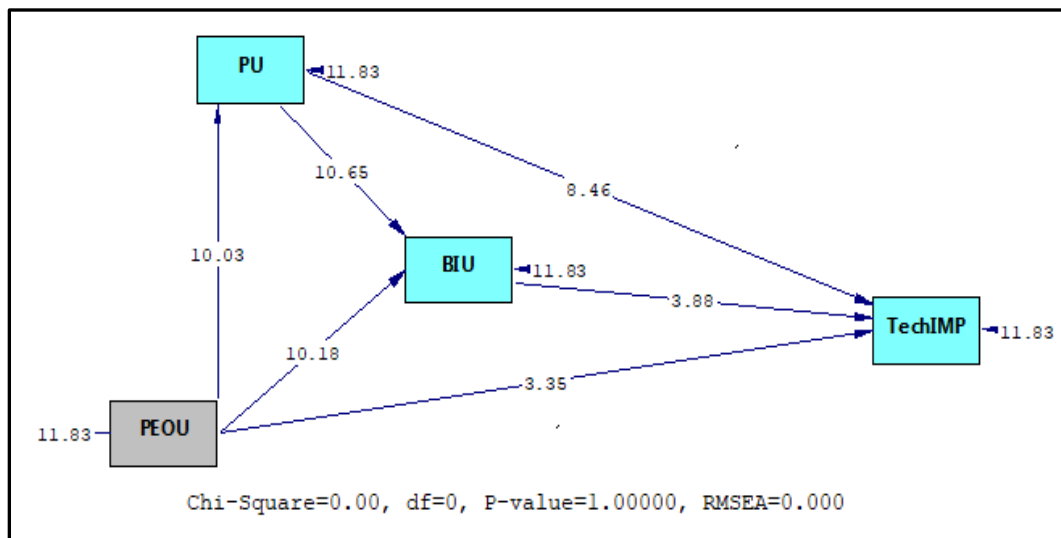 PU
11.83
10.65
8.46
10.03
BIU
11.83
3.88
TechIMP
11.83
10.18
3.35
11.83
PEOU
Chi-Square=0.00, df=0, P-value=1.00000, RMSEA=0.000